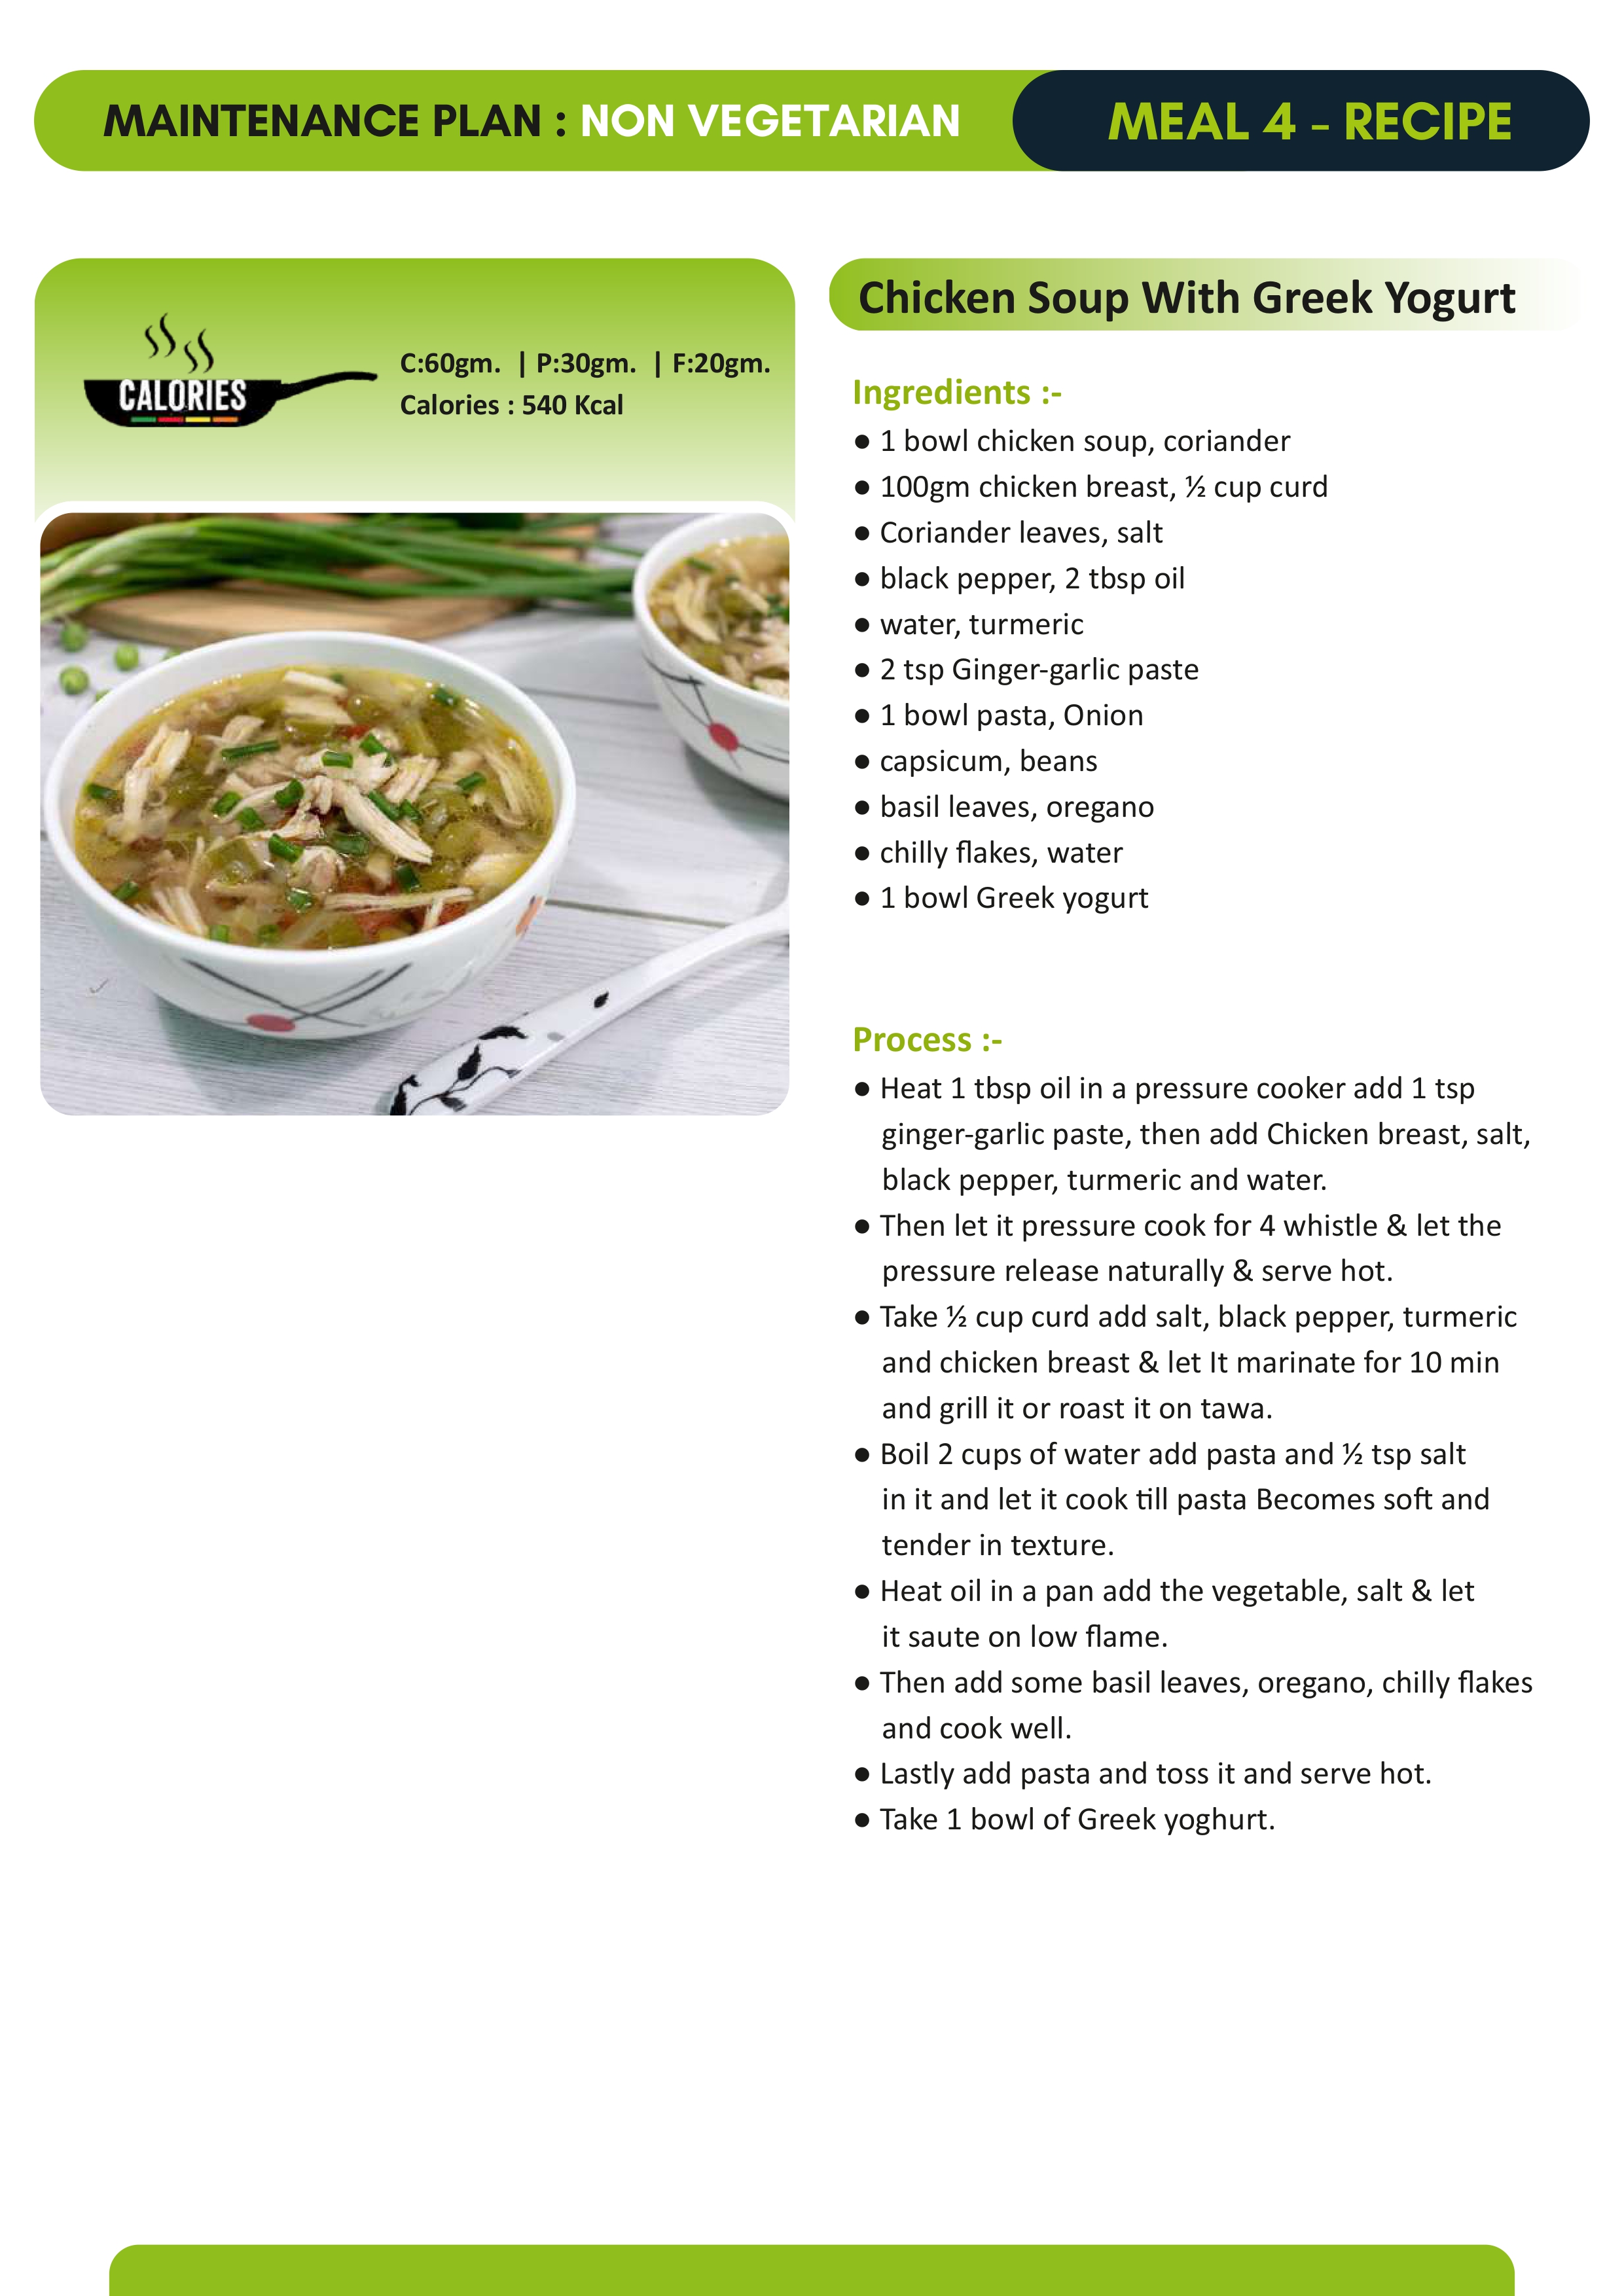 MAINTENANCE PLAN : NON VEGETARIAN
MEAL 4 - RECIPE
CALORIES
C:60gm. | P:30gm. | F:20gm.
Calories : 540 Kcal
Chicken Soup With Greek Yogurt
Ingredients :-
● 1 bowl chicken soup, coriander
● 100gm chicken breast, ½ cup curd
● Coriander leaves, salt
● black pepper, 2 tbsp oil
● water, turmeric
● 2 tsp Ginger-garlic paste
● 1 bowl pasta, Onion
● capsicum, beans
● basil leaves, oregano
● chilly flakes, water
● 1 bowl Greek yogurt
Process :-
● Heat 1 tbsp oil in a pressure cooker add 1 tsp
ginger-garlic paste, then add Chicken breast, salt,
black pepper, turmeric and water.
● Then let it pressure cook for 4 whistle & let the
pressure release naturally & serve hot.
● Take ½ cup curd add salt, black pepper, turmeric
and chicken breast & let It marinate for 10 min
and grill it or roast it on tawa.
● Boil 2 cups of water add pasta and ½ tsp salt
in it and let it cook till pasta Becomes soft and
tender in texture.
● Heat oil in a pan add the vegetable, salt & let
it saute on low flame.
● Then add some basil leaves, oregano, chilly flakes
and cook well.
● Lastly add pasta and toss it and serve hot.
● Take 1 bowl of Greek yoghurt.